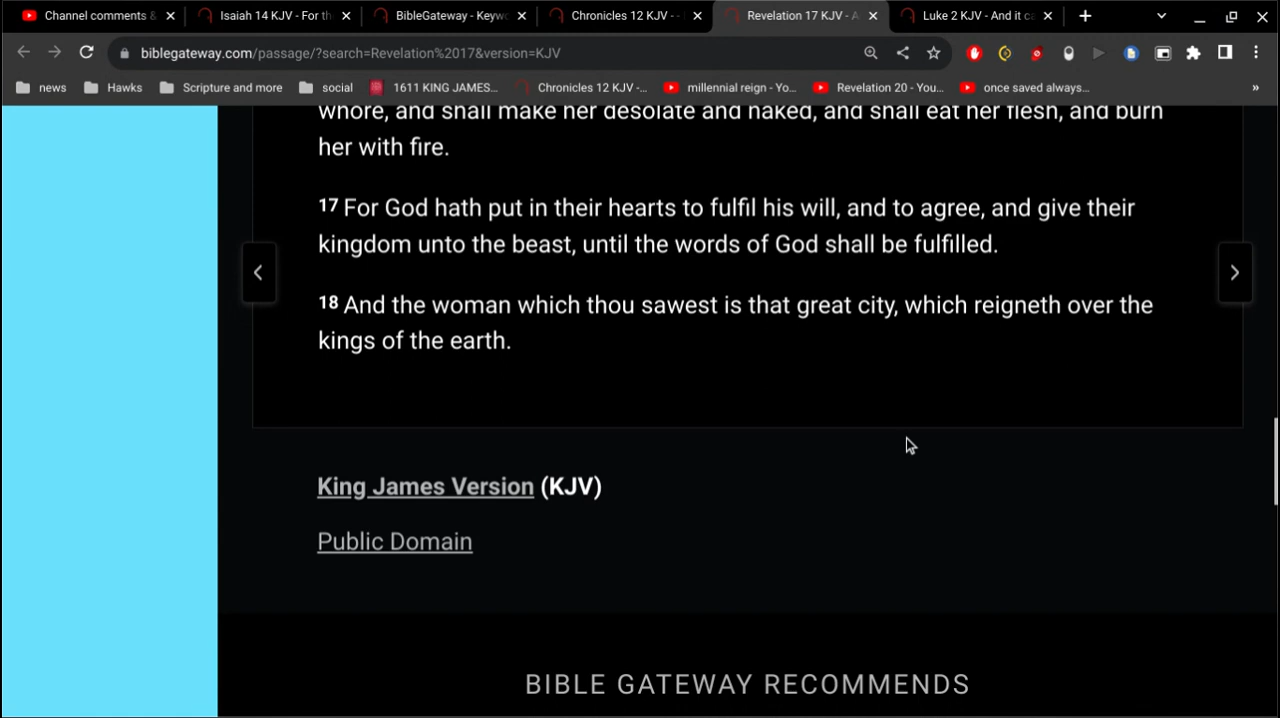 Channel comments &
Isaiah 14 KJV - For th
BibleGateway - Keyw
Chronicles 12 KJV - -
Revelation 17 KJV - A
Luke 2 KJV - And it ca
biblegateway.com/passage/?search=Revelation%2017&version=KJV
news
Hawks
Scripture and more
social
1611 KING JAMES...
Chronicles 12 KJV -...
millennial reign - Yo...
Revelation 20 - You...
once saved always...
»
whore, and shall make her desolate and naked, and shall eat her flesh, and burn
her with fire.
17 For God hath put in their hearts to fulfil his will, and to agree, and give their
kingdom unto the beast, until the words of God shall be fulfilled.
18 And the woman which thou sawest is that great city, which reigneth over the
kings of the earth.
King James Version (KJV)
Public Domain
BIBLE GATEWAY RECOMMENDS